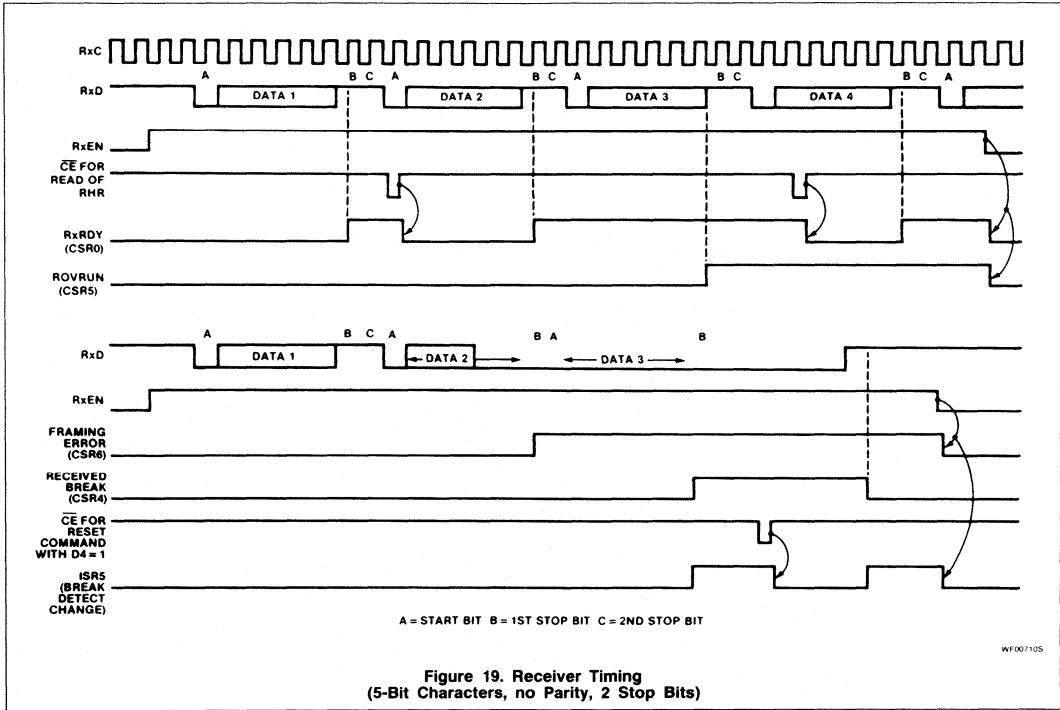 RxC
A B C A B C A B C B C A
RxD DATA 1 DATA 2 DATA 3 DATA 4
RxEN
CE FOR
READ OF
RHR
RxRDY
(CSR0)
ROVRUN
(CSR5)
A B C A B A B
RxD DATA 1 DATA 2 DATA 3
RxEN
FRAMING
ERROR
(CSR6)
RECEIVED
BREAK
(CSR4)
CE FOR
RESET
COMMAND
WITH D4 = 1
ISR5
(BREAK
DETECT
CHANGE)
A = START BIT B = 1ST STOP BIT C = 2ND STOP BIT
WF00710S
Figure 19. Receiver Timing
(5-Bit Characters, no Parity, 2 Stop Bits)